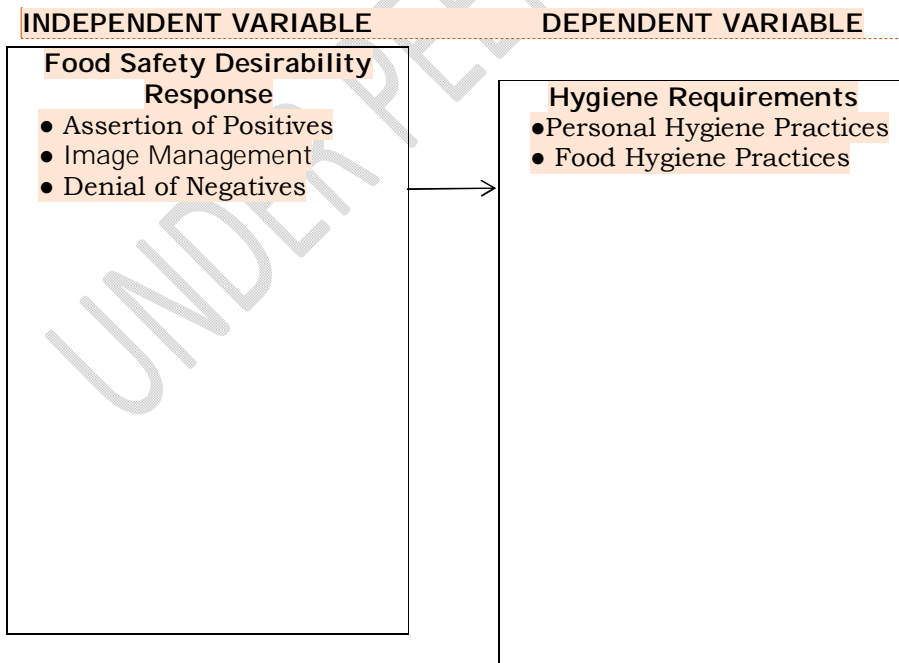 INDEPENDENT VARIABLE DEPENDENT VARIABLE
Food Safety Desirability
Response
● Assertion of Positives
● Image Management
● Denial of Negatives
Hygiene Requirements
●Personal Hygiene Practices
● Food Hygiene Practices
UNDER